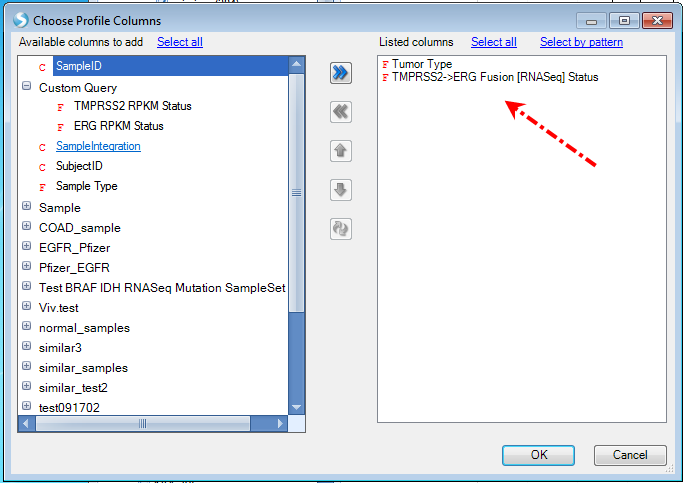 Choose Profile Columns
Available columns to add Select all
SampleID
Custom Query
TMPRSS2 RPKM Status
ERG RPKM Status
SampleIntegration
SubjectID
Sample Type
Sample
COAD_sample
EGFR_Pfizer
Pfizer_EGFR
Test BRAF IDH RNASeq Mutation SampleSet
Viv.test
normal_samples
similar3
similar_samples
similar_test2
test091702
Listed columns Select all Select by pattern
Tumor Type
TMPRSS2->ERG Fusion [RNASeq] Status
OK Cancel